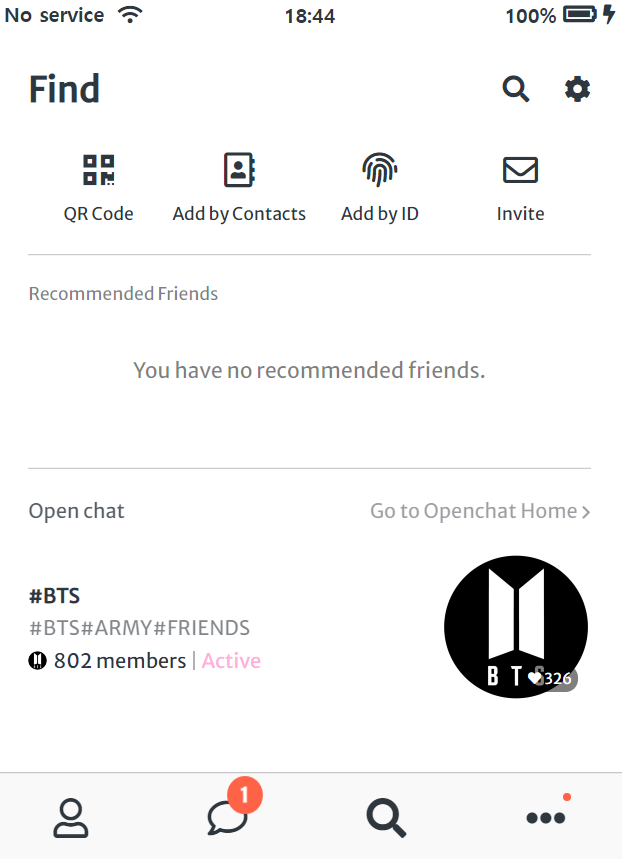 No service 18:44 100%
Find
QR Code Add by Contacts Add by ID Invite
Recommended Friends
You have no recommended friends.
Open chat Go to Openchat Home
#BTS
#BTS#ARMY#FRIENDS
802 members | Active
BTS
326
1